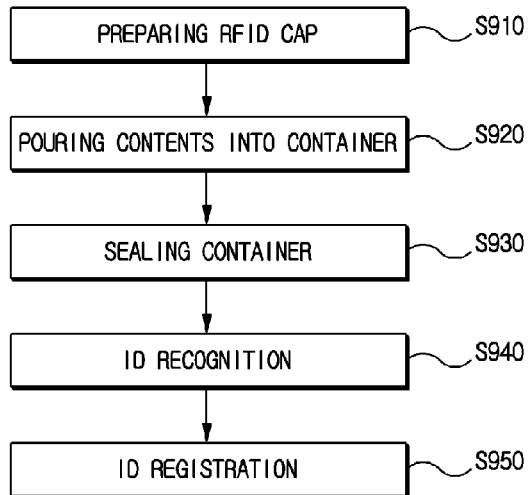 PREPARING RFID CAP S910
POURING CONTENTS INTO CONTAINER S920
SEALING CONTAINER S930
ID RECOGNITION S940
ID REGISTRATION S950